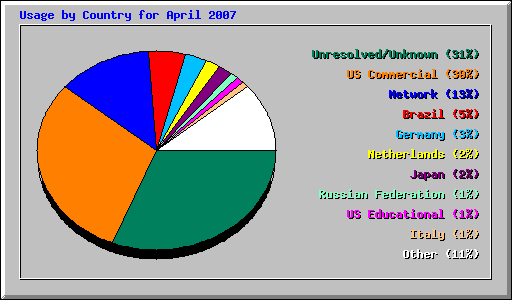 Usage by Country for April 2007
Unresolved/Unknown (31%)
US Commercial (30%)
Network (13%)
Brazil (5%)
Germany (3%)
Netherlands (2%)
Japan (2%)
Russian Federation (1%)
US Educational (1%)
Italy (1%)
Other (11%)